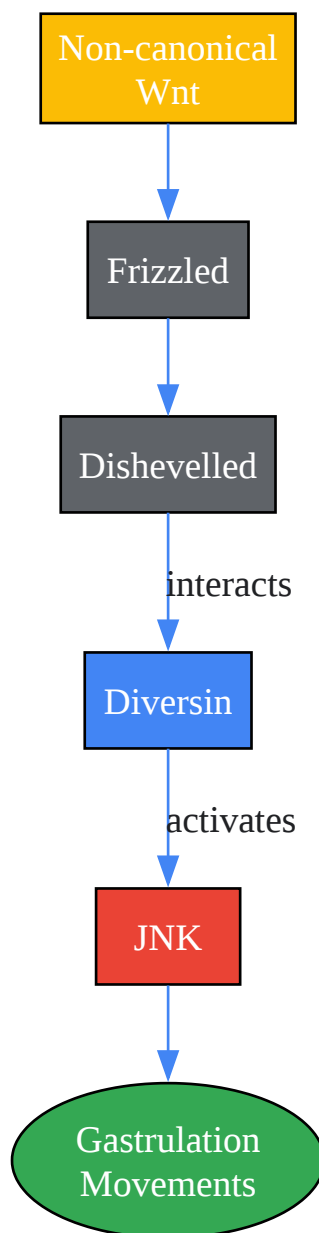 Non-canonical
Wnt
Frizzled
Dishevelled
interacts
Diversin
activates
JNK
Gastrulation
Movements